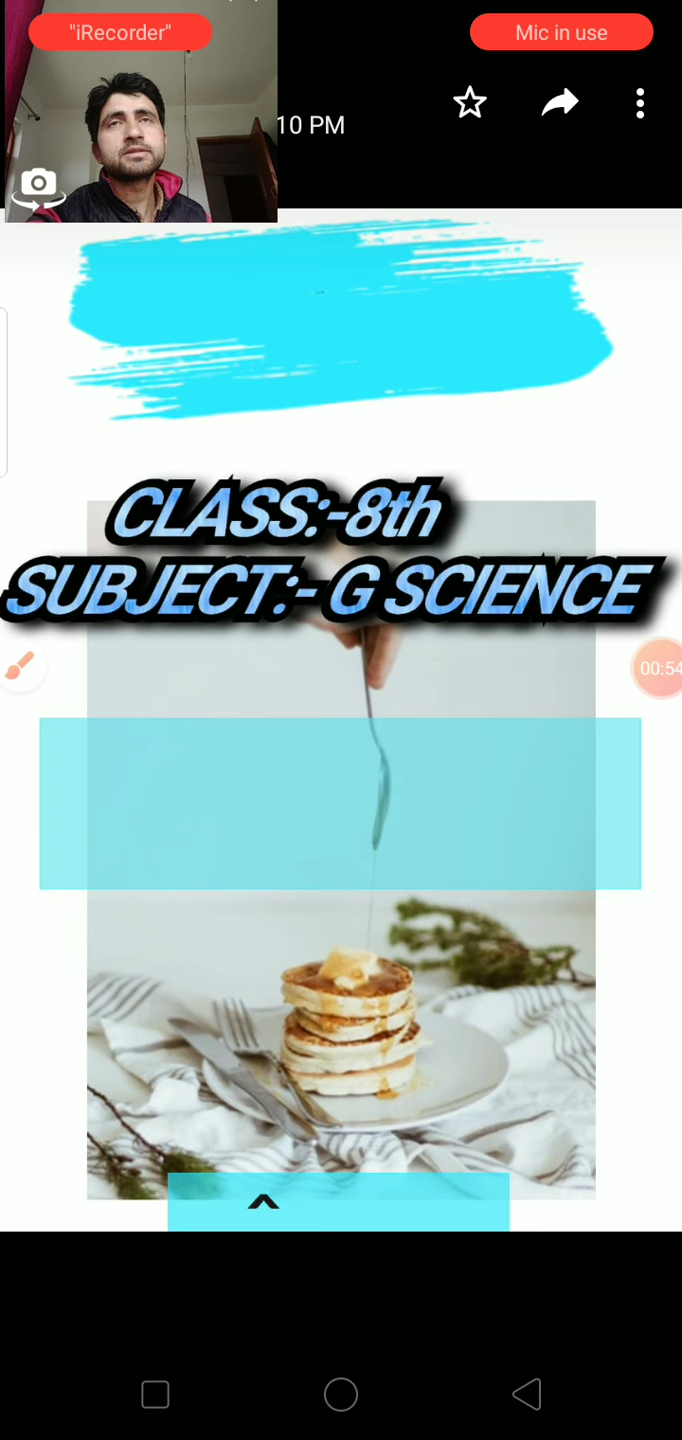 "iRecorder"
Mic in use
10 PM
CLASS:-8th
SUBJECT:- G SCIENCE
00:54